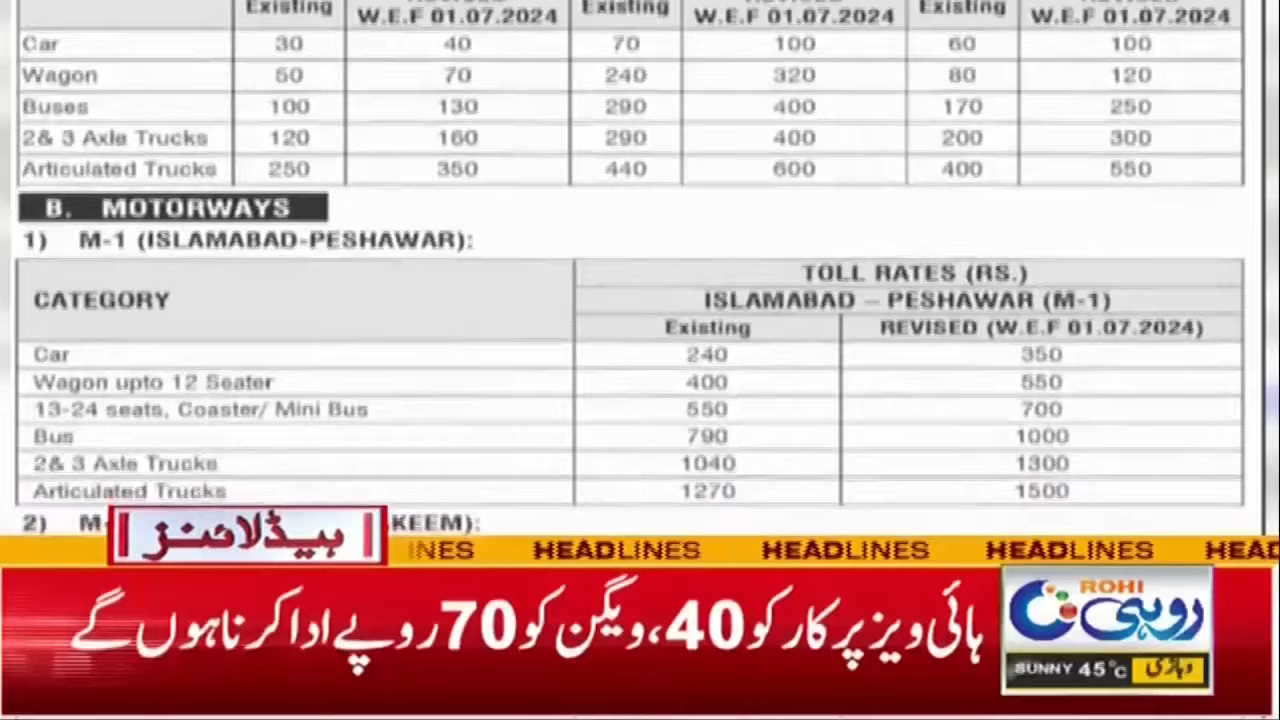 Existing W.E.F 01.07.2024 Existing W.E.F 01.07.2024 Existing W.E.F 01.07.2024
Car 30 40 70 100 60 100
Wagon 50 70 240 320 80 120
Buses 100 130 290 400 170 250
2& 3 Axle Trucks 120 160 290 400 200 300
Articulated Trucks 250 350 440 600 400 550
B. MOTORWAYS
1) M-1 (ISLAMABAD-PESHAWAR):
TOLL RATES (RS.)
CATEGORY ISLAMABAD – PESHAWAR (M-1)
Existing REVISED (W.E.F 01.07.2024)
Car 240 350
Wagon upto 12 Seater 400 550
13-24 seats, Coaster/ Mini Bus 550 700
Bus 790 1000
2& 3 Axle Trucks 1040 1300
Articulated Trucks 1270 1500
2) M- KEEM):
ہیڈلائنز
INES HEADLINES HEADLINES HEADLINES HEAD
ہائی ویز پر کار کو 40، ویگن کو 70 روپے ادا کرنا ہوں گے
ROHI
روہی
SUNNY 45°C وہاڑی